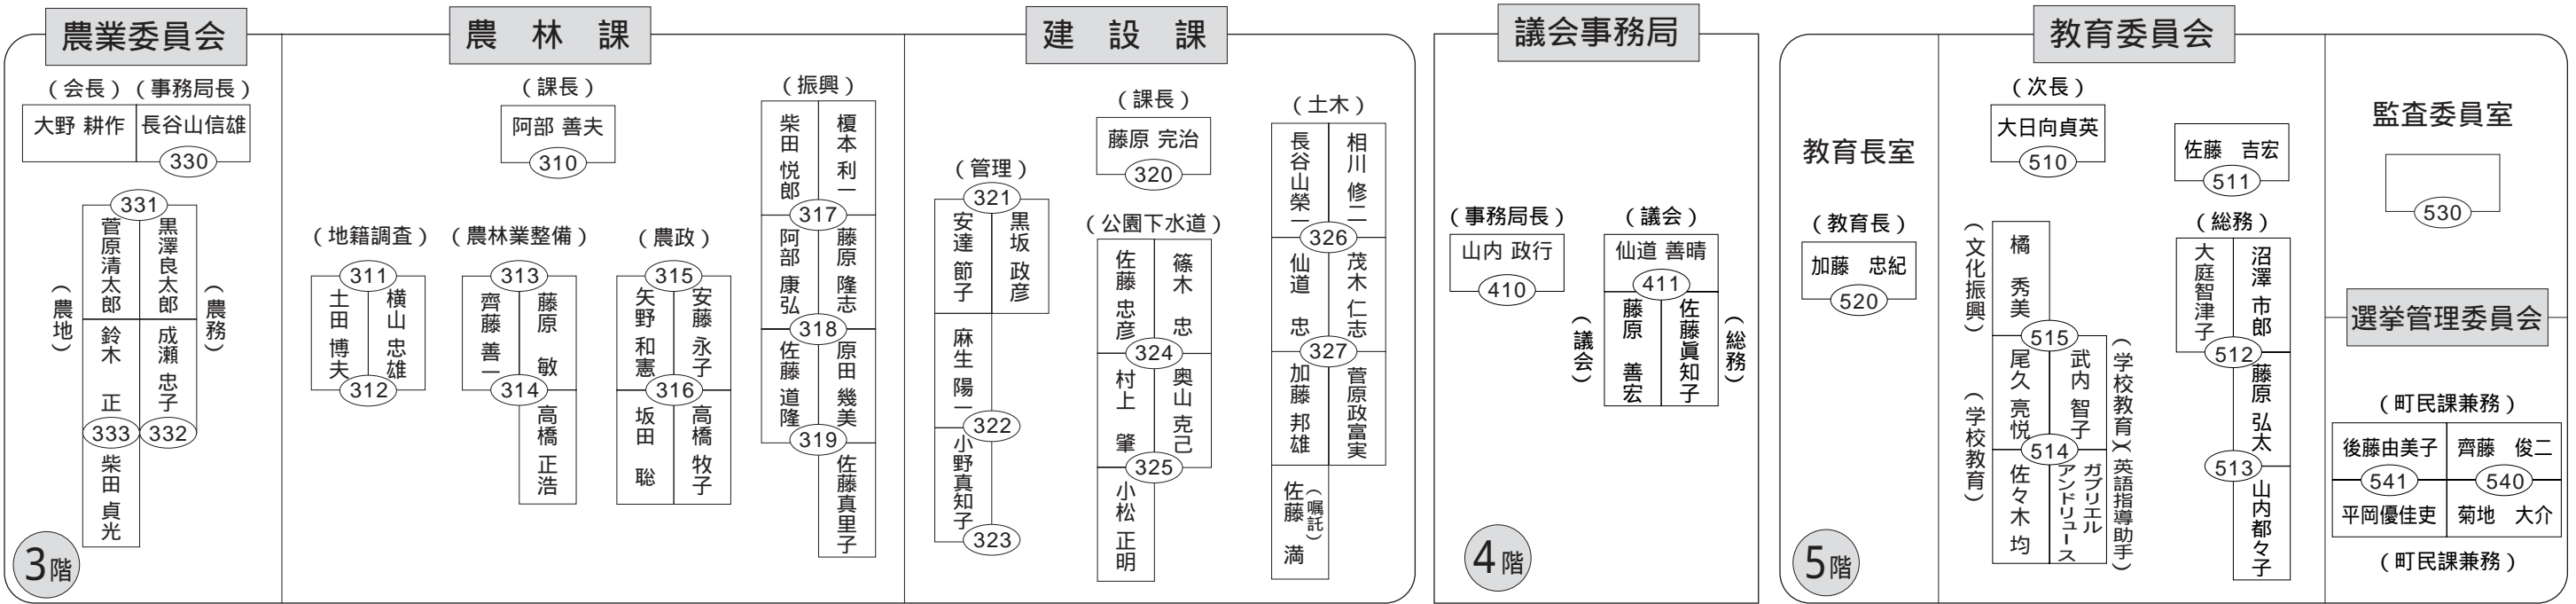 農業委員会
（会長）
大野 耕作
（事務局長）
長谷山信雄
330
331
菅原清太郎
黒澤良太郎
（農地）
（農務）
鈴木 正
成瀬 忠子
333
332
柴田 貞光
3階
農林課
（課長）
阿部 善夫
310
（地籍調査）
311
土田 博夫
横山 忠雄
312
（農林業整備）
313
齊藤 善一
藤原 敏
314
高橋 正浩
（農政）
315
矢野 和憲
安藤 永子
316
坂田 聡
高橋 牧子
（振興）
柴田 悦郎
榎本 利一
317
阿部 康弘
藤原 隆志
318
佐藤 道隆
原田 幾美
319
佐藤真里子
建設課
（課長）
藤原 完治
320
（管理）
321
安達 節子
黒坂 政彦
麻生 陽一
322
小野真知子
323
（公園下水道）
佐藤 忠彦
篠木 忠
324
村上 肇
奥山 克己
325
小松 正明
（土木）
長谷山榮一
相川 修二
326
仙道 忠
茂木 仁志
327
加藤 邦雄
菅原政富実
佐藤 満
（嘱託）
議会事務局
（事務局長）
山内 政行
410
（議会）
仙道 善晴
411
（議会）
藤原 善宏
佐藤眞知子
（総務）
4階
教育長室
（教育長）
加藤 忠紀
520
5階
教育委員会
（次長）
大日向貞英
510
佐藤 吉宏
511
（文化振興）
橘 秀美
515
（学校教育）
尾久 亮悦
武内 智子
（学校教育）
514
佐々木 均
ガブリエル
アンドリュース
（英語指導助手）
（総務）
大庭智津子
沼澤 市郎
512
藤原 弘太
513
山内都々子
監査委員室
530
選挙管理委員会
（町民課兼務）
後藤由美子
齊藤 俊二
541
540
平岡優佳吏
菊地 大介
（町民課兼務）